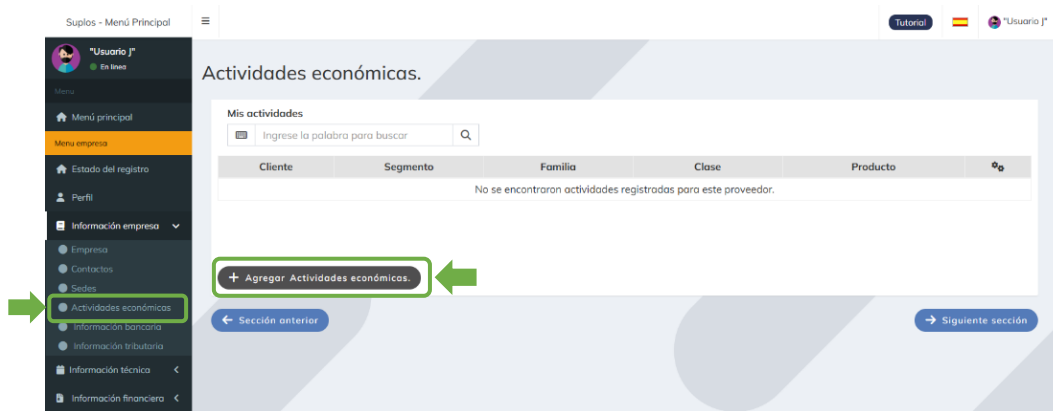 Suplos - Menú Principal
Tutorial
"Usuario J"
"Usuario J"
En linea
Menu
Menú principal
Menu empresa
Estado del registro
Perfil
Información empresa
Empresa
Contactos
Sedes
Actividades económicas
Información bancaria
Información tributaria
Información técnica
Información financiera
Actividades económicas.
Mis actividades
Ingrese la palabra para buscar
Cliente Segmento Familia Clase Producto
No se encontraron actividades registradas para este proveedor.
+ Agregar Actividades económicas.
← Sección anterior
→ Siguiente sección